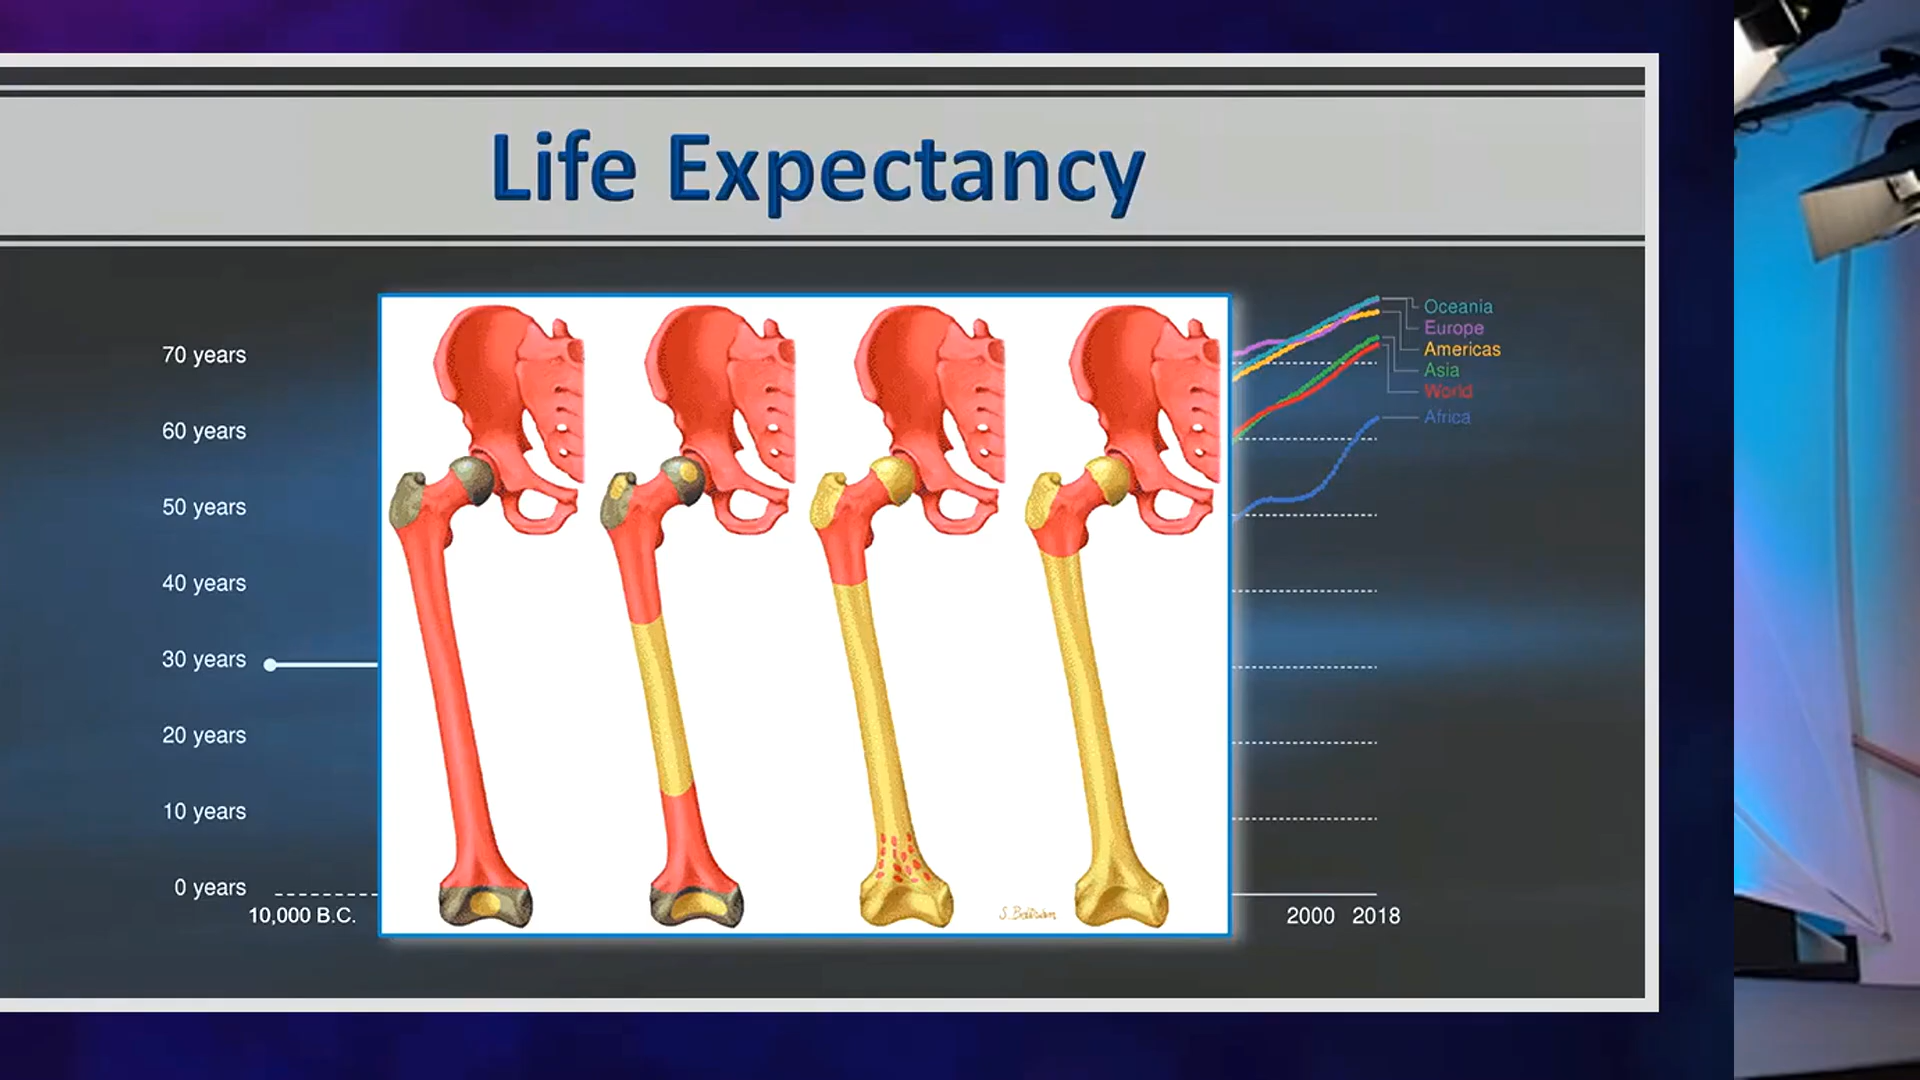 Life Expectancy
70 years
60 years
50 years
40 years
30 years
20 years
10 years
0 years
10,000 B.C.
2000 2018
Oceania
Europe
Americas
Asia
World
Africa